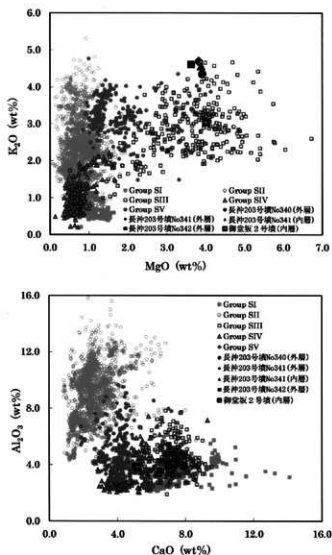 6.0
5.0
4.0
3.0
2.0
1.0
0.0
K₂O (wt%)
Group SI
Group SII
Group SIII
Group SIV
Group SV
長沖203号墳No340(外層)
長沖203号墳No341(外層)
長沖203号墳No341(内層)
長沖203号墳No342(外層)
御堂坂2号墳(内層)
0.0 1.0 2.0 3.0 4.0 5.0 6.0 7.0
MgO (wt%)
16.0
Group SI
Group SII
Group SIII
Group SIV
Group SV
長沖203号墳No340(外層)
長沖203号墳No341(外層)
長沖203号墳No341(内層)
長沖203号墳No342(外層)
御堂坂2号墳(内層)
12.0
8.0
4.0
0.0
Al₂O₃ (wt%)
0.0 4.0 8.0 12.0 16.0
CaO (wt%)